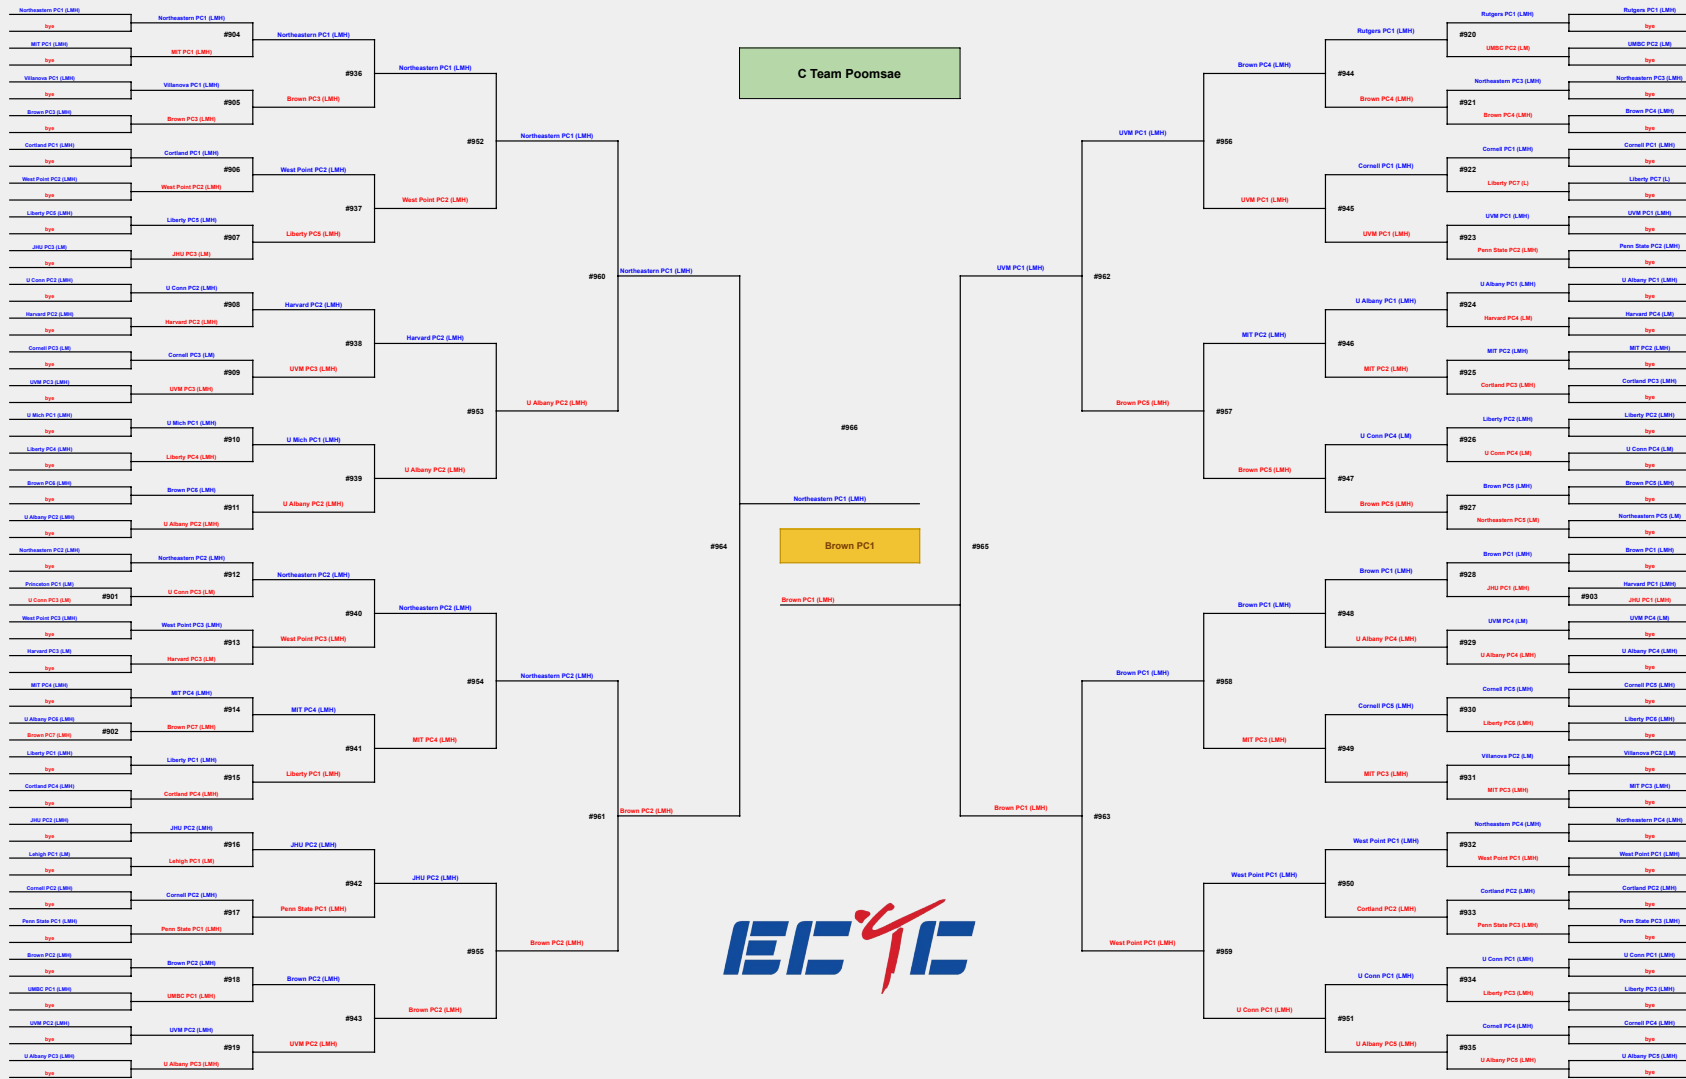 C Team Poomsae
Northeastern PC1 (LMH)
bye
MIT PC1 (LMH)
bye
Villanova PC1 (LMH)
bye
Brown PC3 (LMH)
bye
Cortland PC1 (LMH)
bye
West Point PC2 (LMH)
bye
Liberty PC5 (LMH)
bye
JHU PC3 (LM)
bye
U Conn PC2 (LMH)
bye
Harvard PC2 (LMH)
bye
Cornell PC3 (LM)
bye
UVM PC3 (LMH)
bye
U Mich PC1 (LMH)
bye
Liberty PC4 (LMH)
bye
Brown PC6 (LMH)
bye
U Albany PC2 (LMH)
bye
Northeastern PC2 (LMH)
bye
Princeton PC1 (LM)
#901
U Conn PC3 (LM)
West Point PC3 (LMH)
bye
Harvard PC3 (LM)
bye
MIT PC4 (LMH)
bye
U Albany PC6 (LMH)
#902
Brown PC7 (LMH)
Liberty PC1 (LMH)
bye
Cortland PC4 (LMH)
bye
JHU PC2 (LMH)
bye
Lehigh PC1 (LM)
bye
Cornell PC2 (LMH)
bye
Penn State PC1 (LMH)
bye
Brown PC2 (LMH)
bye
UMBC PC1 (LMH)
bye
UVM PC2 (LMH)
bye
U Albany PC3 (LMH)
bye
Northeastern PC1 (LMH)
#904
MIT PC1 (LMH)
Villanova PC1 (LMH)
#905
Brown PC3 (LMH)
Cortland PC1 (LMH)
#906
West Point PC2 (LMH)
Liberty PC5 (LMH)
#907
JHU PC3 (LM)
U Conn PC2 (LMH)
#908
Harvard PC2 (LMH)
Cornell PC3 (LM)
#909
UVM PC3 (LMH)
U Mich PC1 (LMH)
#910
Liberty PC4 (LMH)
Brown PC6 (LMH)
#911
U Albany PC2 (LMH)
Northeastern PC2 (LMH)
#912
U Conn PC3 (LM)
West Point PC3 (LMH)
#913
Harvard PC3 (LM)
MIT PC4 (LMH)
#914
Brown PC7 (LMH)
Liberty PC1 (LMH)
#915
Cortland PC4 (LMH)
JHU PC2 (LMH)
#916
Lehigh PC1 (LM)
Cornell PC2 (LMH)
#917
Penn State PC1 (LMH)
Brown PC2 (LMH)
#918
UMBC PC1 (LMH)
UVM PC2 (LMH)
#919
U Albany PC3 (LMH)
Northeastern PC1 (LMH)
#936
Brown PC3 (LMH)
West Point PC2 (LMH)
#937
Liberty PC5 (LMH)
Harvard PC2 (LMH)
#938
UVM PC3 (LMH)
U Mich PC1 (LMH)
#939
U Albany PC2 (LMH)
Northeastern PC2 (LMH)
#940
West Point PC3 (LMH)
MIT PC4 (LMH)
#941
Liberty PC1 (LMH)
JHU PC2 (LMH)
#942
Penn State PC1 (LMH)
Brown PC2 (LMH)
#943
UVM PC2 (LMH)
Northeastern PC1 (LMH)
#952
West Point PC2 (LMH)
Harvard PC2 (LMH)
#953
U Albany PC2 (LMH)
Northeastern PC2 (LMH)
#954
MIT PC4 (LMH)
JHU PC2 (LMH)
#955
Brown PC2 (LMH)
Northeastern PC1 (LMH)
#960
U Albany PC2 (LMH)
Northeastern PC2 (LMH)
#961
Brown PC2 (LMH)
Northeastern PC1 (LMH)
#964
Brown PC2 (LMH)
#966
Northeastern PC1 (LMH)
Brown PC1
Brown PC1 (LMH)
ECTC
UVM PC1 (LMH)
#965
Brown PC1 (LMH)
UVM PC1 (LMH)
#962
Brown PC5 (LMH)
Brown PC1 (LMH)
#963
West Point PC1 (LMH)
Brown PC4 (LMH)
#956
UVM PC1 (LMH)
MIT PC2 (LMH)
#957
Brown PC5 (LMH)
Brown PC1 (LMH)
#958
MIT PC3 (LMH)
West Point PC1 (LMH)
#959
U Conn PC1 (LMH)
Rutgers PC1 (LMH)
#944
Brown PC4 (LMH)
Cornell PC1 (LMH)
#945
UVM PC1 (LMH)
U Albany PC1 (LMH)
#946
MIT PC2 (LMH)
U Conn PC4 (LM)
#947
Brown PC5 (LMH)
Brown PC1 (LMH)
#948
U Albany PC4 (LMH)
Cornell PC5 (LMH)
#949
MIT PC3 (LMH)
West Point PC1 (LMH)
#950
Cortland PC2 (LMH)
U Conn PC1 (LMH)
#951
U Albany PC5 (LMH)
Rutgers PC1 (LMH)
#920
UMBC PC2 (LM)
Northeastern PC3 (LMH)
#921
Brown PC4 (LMH)
Cornell PC1 (LMH)
#922
Liberty PC7 (L)
UVM PC1 (LMH)
#923
Penn State PC2 (LMH)
U Albany PC1 (LMH)
#924
Harvard PC4 (LM)
MIT PC2 (LMH)
#925
Cortland PC3 (LMH)
Liberty PC2 (LMH)
#926
U Conn PC4 (LM)
Brown PC5 (LMH)
#927
Northeastern PC5 (LM)
Brown PC1 (LMH)
#928
JHU PC1 (LMH)
UVM PC4 (LM)
#929
U Albany PC4 (LMH)
Cornell PC5 (LMH)
#930
Liberty PC6 (LMH)
Villanova PC2 (LM)
#931
MIT PC3 (LMH)
Northeastern PC4 (LMH)
#932
West Point PC1 (LMH)
Cortland PC2 (LMH)
#933
Penn State PC3 (LMH)
U Conn PC1 (LMH)
#934
Liberty PC3 (LMH)
Cornell PC4 (LMH)
#935
U Albany PC5 (LMH)
Rutgers PC1 (LMH)
bye
UMBC PC2 (LM)
bye
Northeastern PC3 (LMH)
bye
Brown PC4 (LMH)
bye
Cornell PC1 (LMH)
bye
Liberty PC7 (L)
bye
UVM PC1 (LMH)
bye
Penn State PC2 (LMH)
bye
U Albany PC1 (LMH)
bye
Harvard PC4 (LM)
bye
MIT PC2 (LMH)
bye
Cortland PC3 (LMH)
bye
Liberty PC2 (LMH)
bye
U Conn PC4 (LM)
bye
Brown PC5 (LMH)
bye
Northeastern PC5 (LM)
bye
Brown PC1 (LMH)
bye
Harvard PC1 (LMH)
#903
JHU PC1 (LMH)
UVM PC4 (LM)
bye
U Albany PC4 (LMH)
bye
Cornell PC5 (LMH)
bye
Liberty PC6 (LMH)
bye
Villanova PC2 (LM)
bye
MIT PC3 (LMH)
bye
Northeastern PC4 (LMH)
bye
West Point PC1 (LMH)
bye
Cortland PC2 (LMH)
bye
Penn State PC3 (LMH)
bye
U Conn PC1 (LMH)
bye
Liberty PC3 (LMH)
bye
Cornell PC4 (LMH)
bye
U Albany PC5 (LMH)
bye